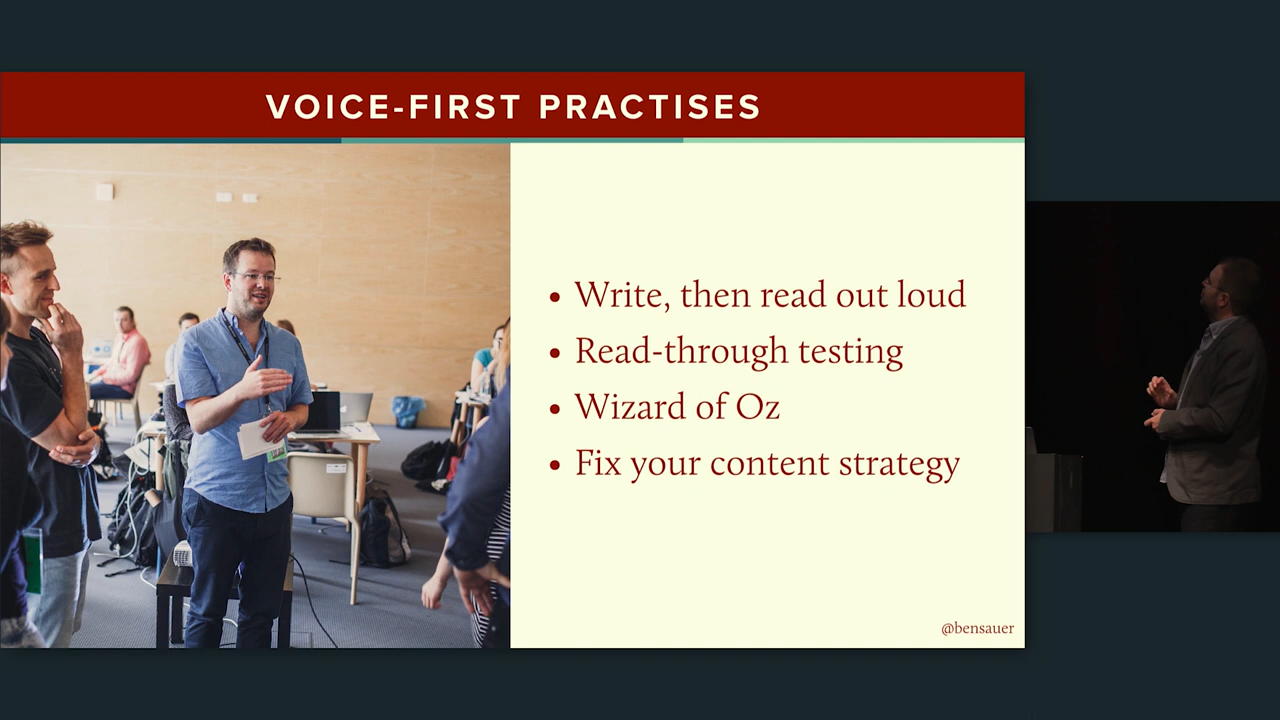 VOICE-FIRST PRACTISES
• Write, then read out loud
• Read-through testing
• Wizard of Oz
• Fix your content strategy
@bensauer